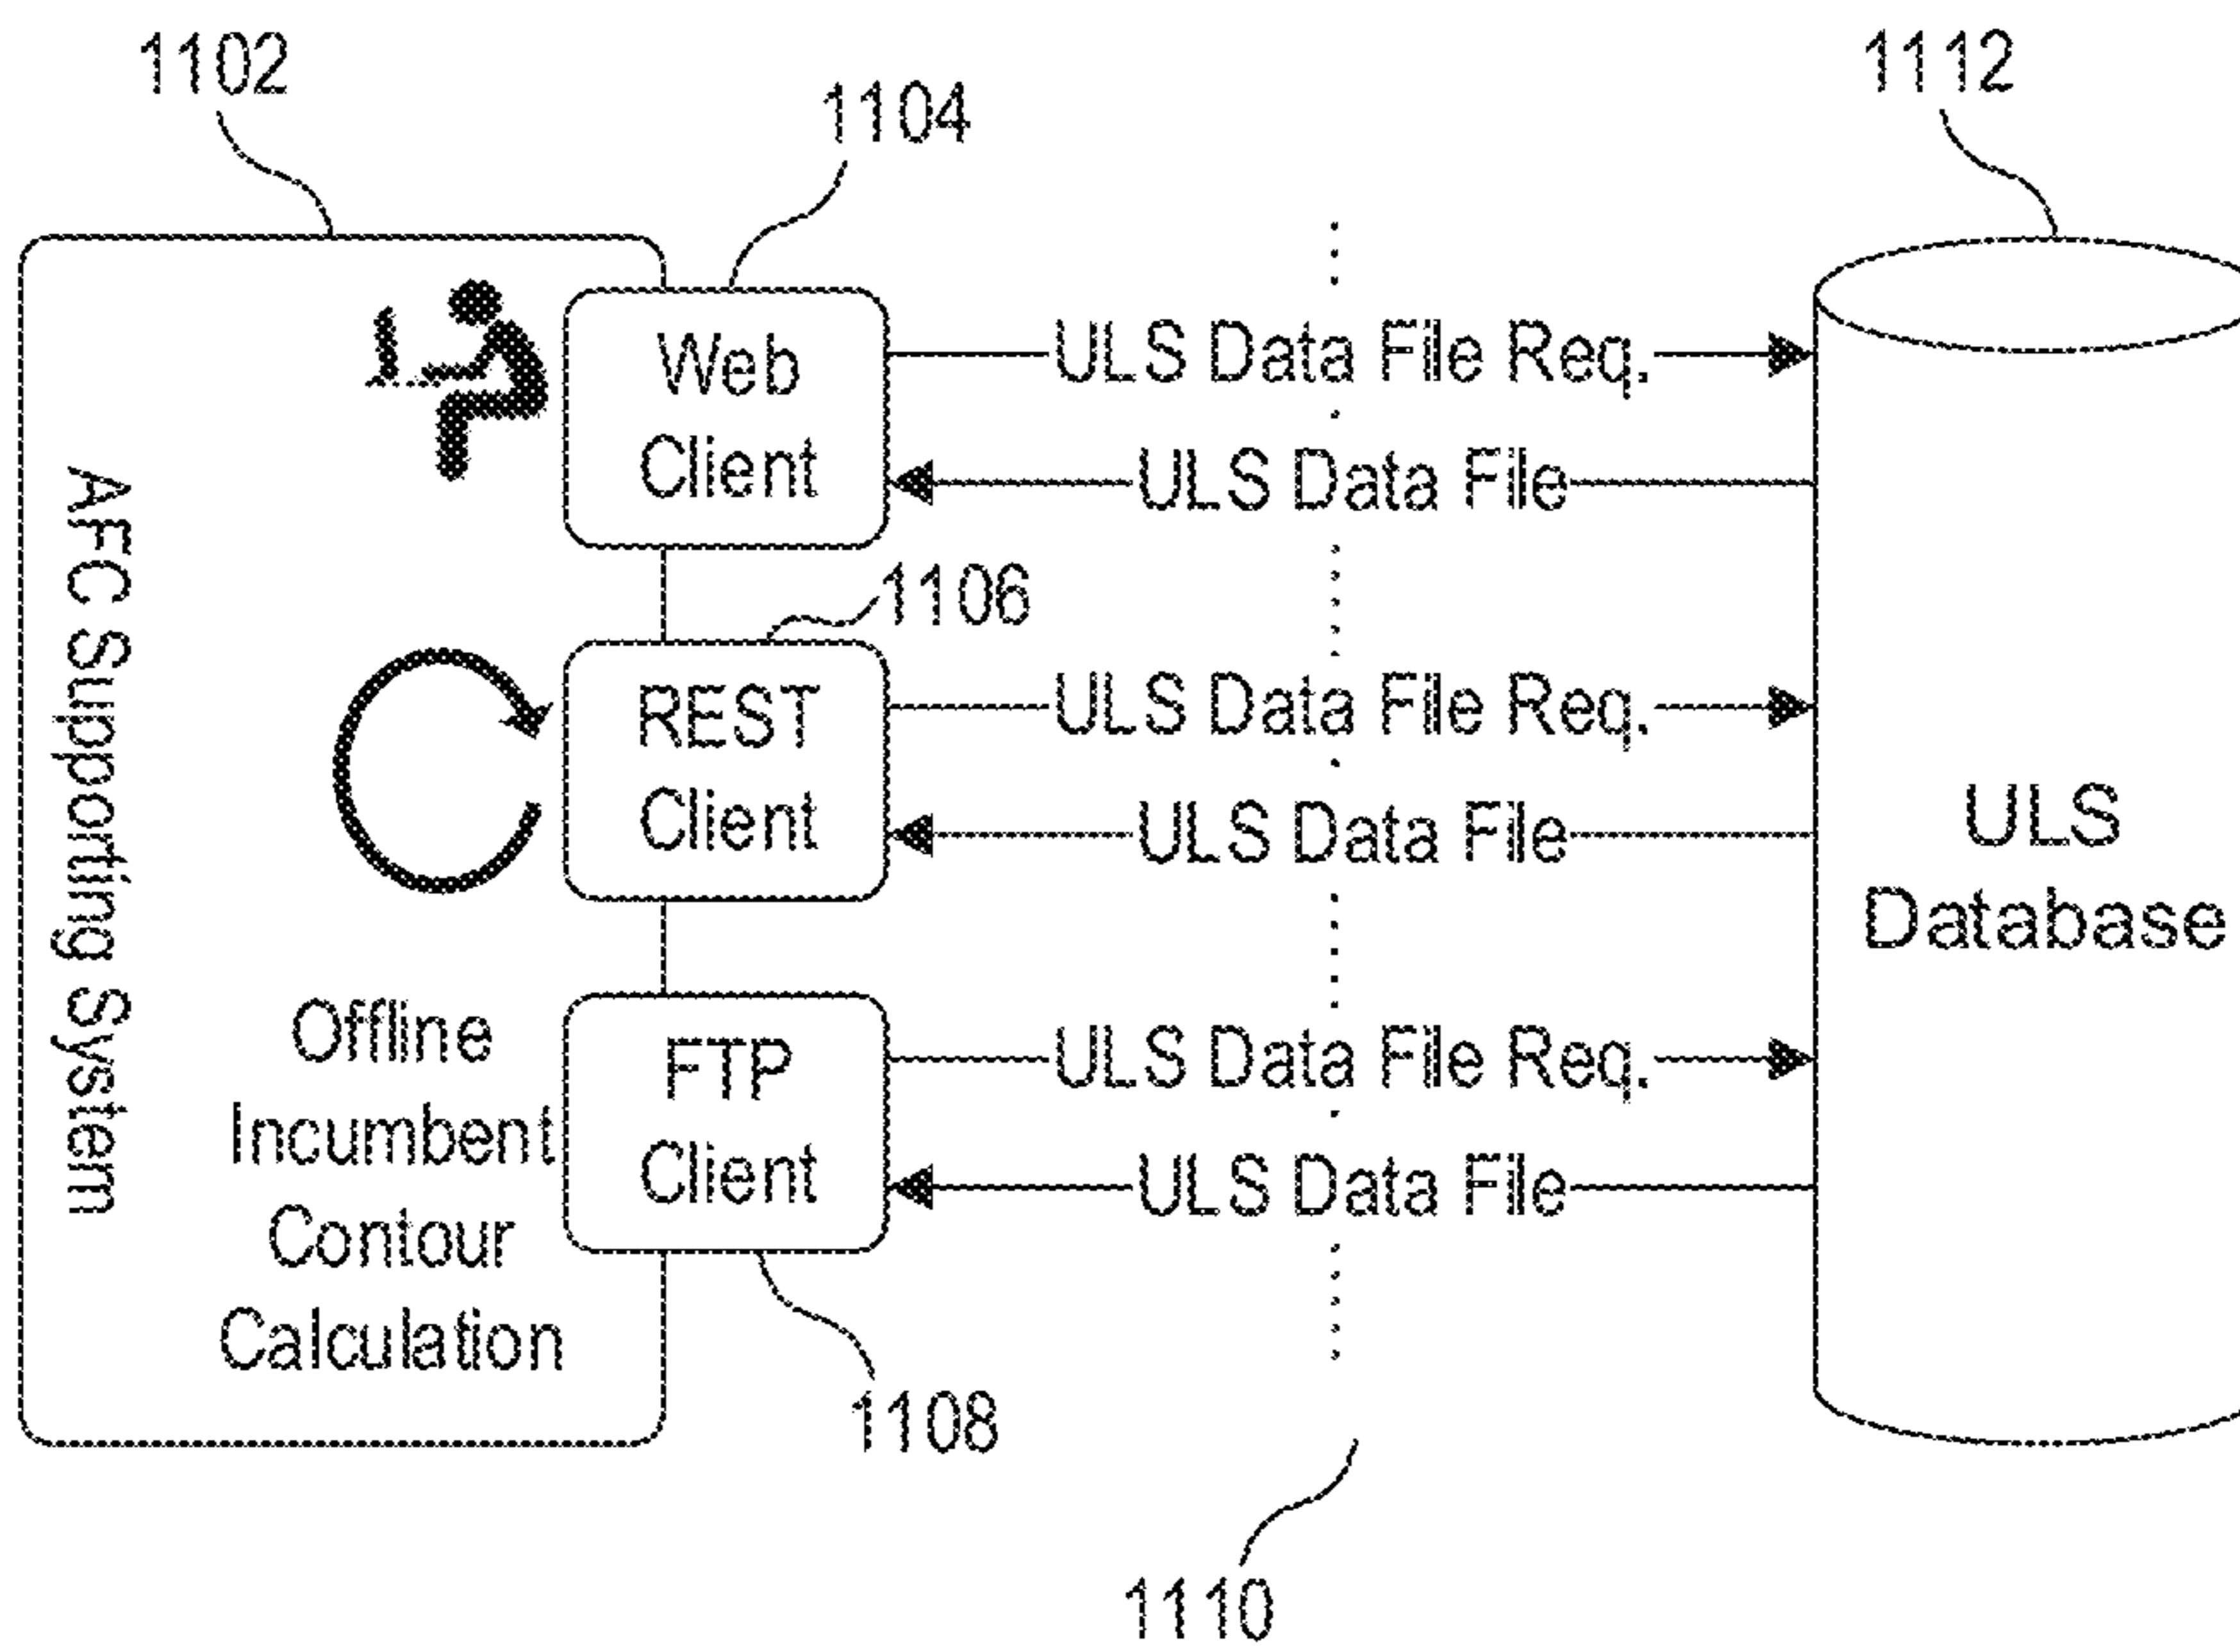 1102
1104
1112
AFC Supporting System
Web
Client
ULS Data File Req.
ULS Data File
1106
REST
Client
ULS Data File Req.
ULS Data File
ULS
Database
Offline
Incumbent
Contour
Calculation
FTP
Client
ULS Data File Req.
ULS Data File
1108
1110